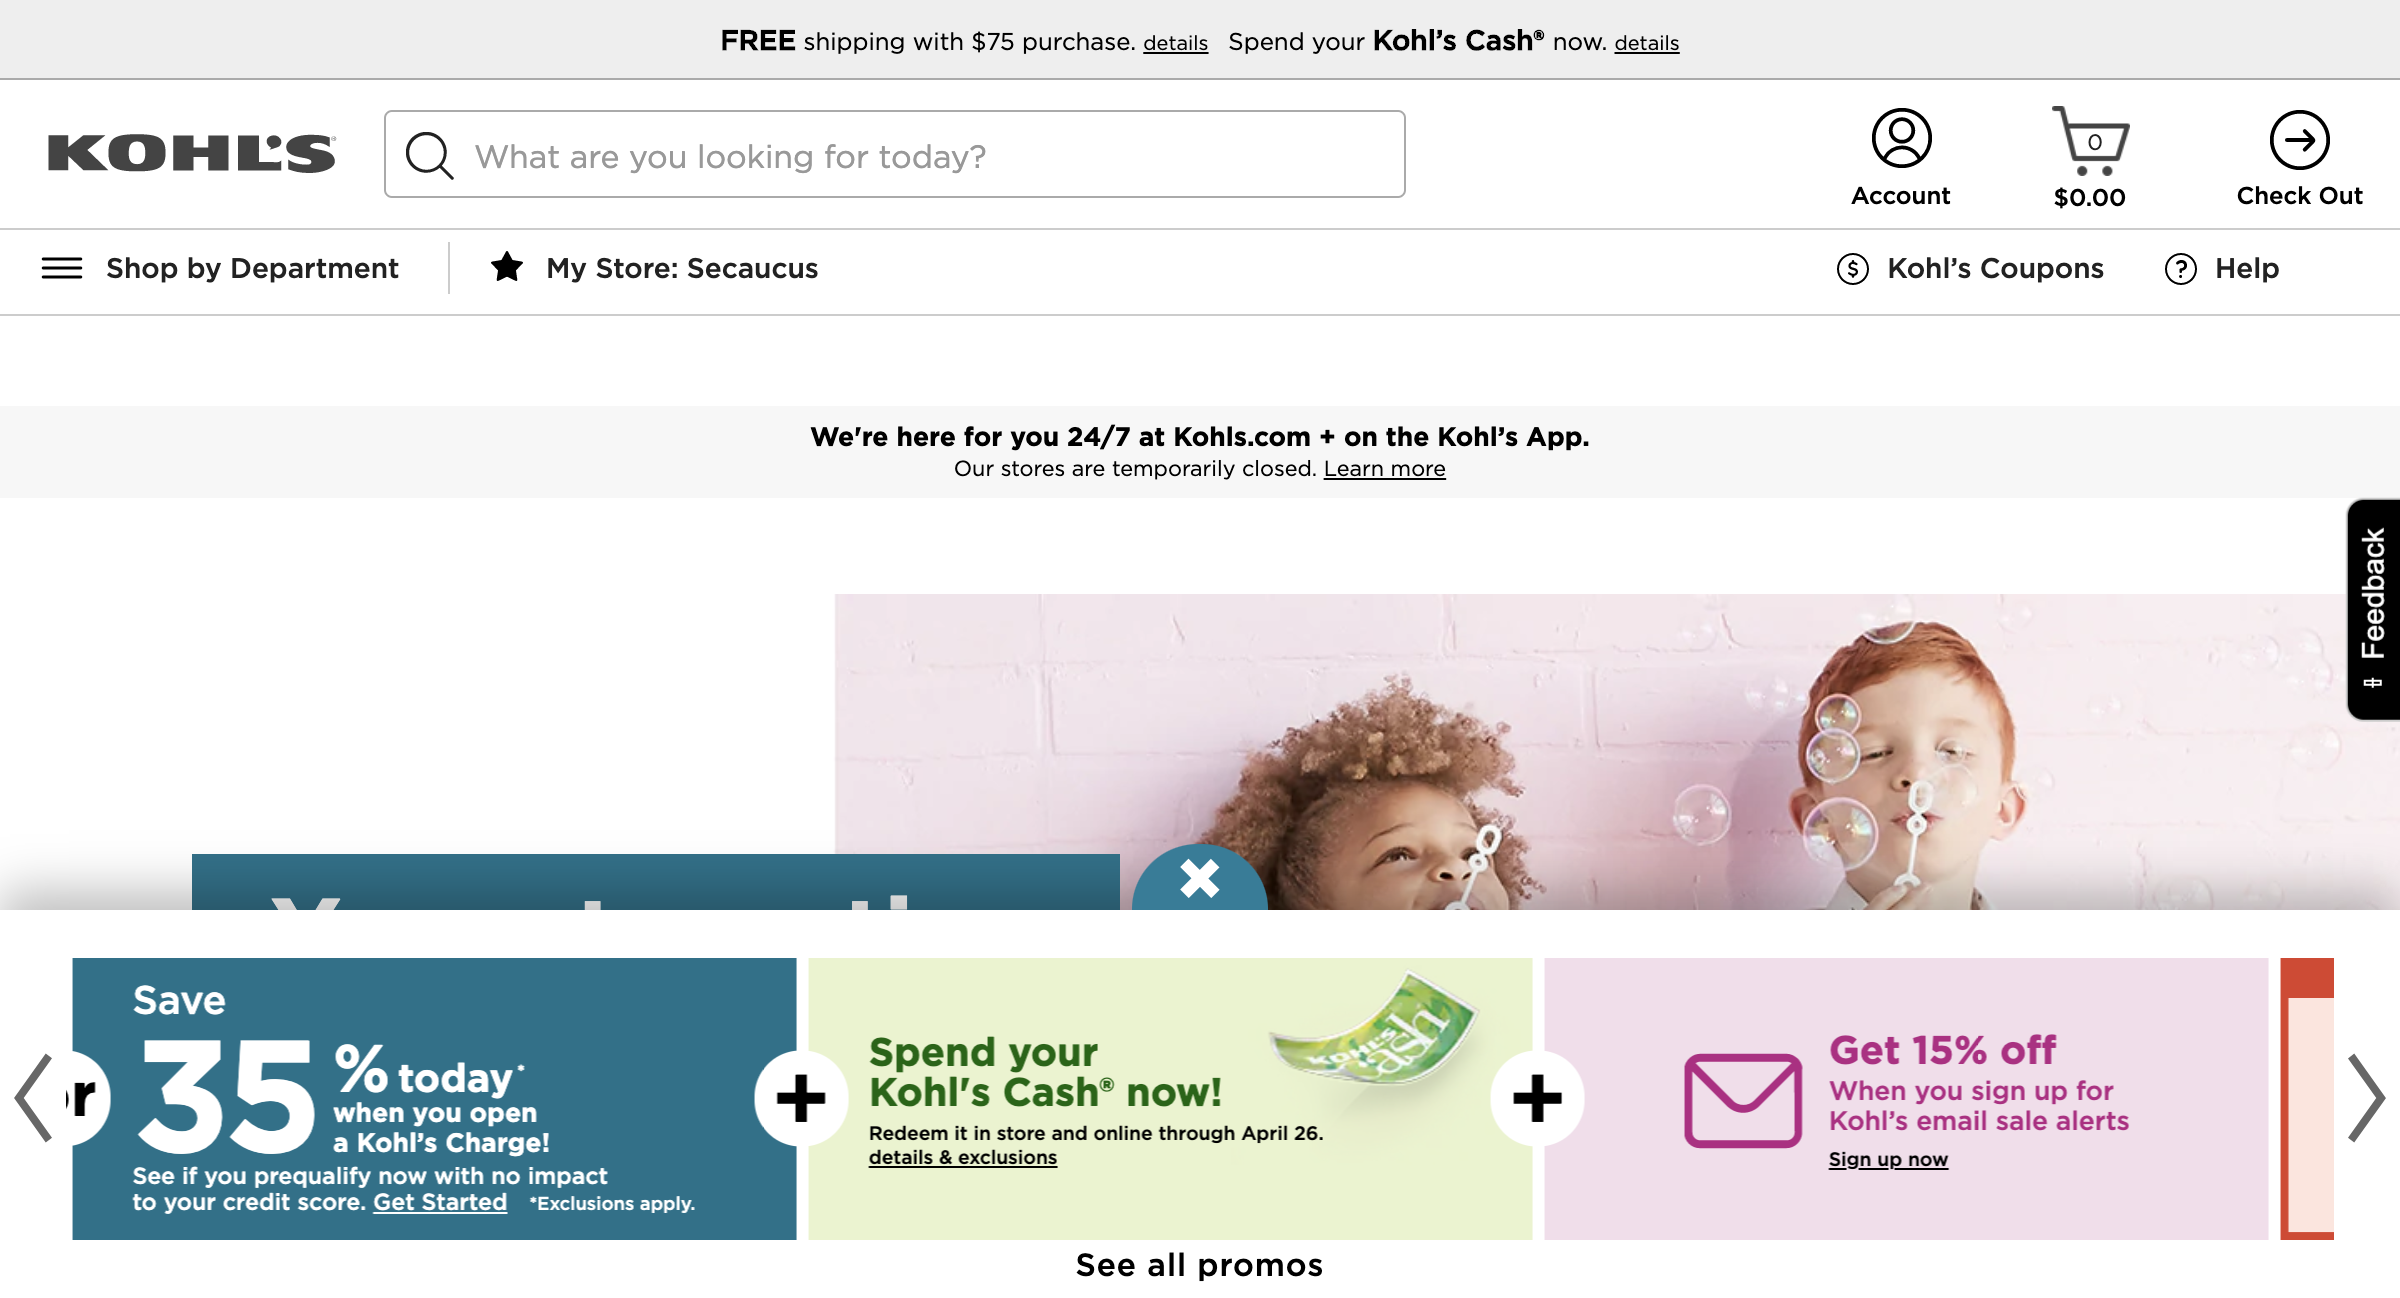 FREE shipping with $75 purchase. details Spend your Kohl's Cash® now. details
KOHL'S
What are you looking for today?
0
Account
$0.00
Check Out
Shop by Department
My Store: Secaucus
$ Kohl's Coupons
? Help
We're here for you 24/7 at Kohls.com + on the Kohl's App.
Our stores are temporarily closed. Learn more
Feedback
or
Save
35% today*
when you open
a Kohl's Charge!
See if you prequalify now with no impact
to your credit score. Get Started *Exclusions apply.
+
Spend your
Kohl's Cash® now!
Redeem it in store and online through April 26.
details & exclusions
KOHL'S
cash
+
Get 15% off
When you sign up for
Kohl's email sale alerts
Sign up now
See all promos